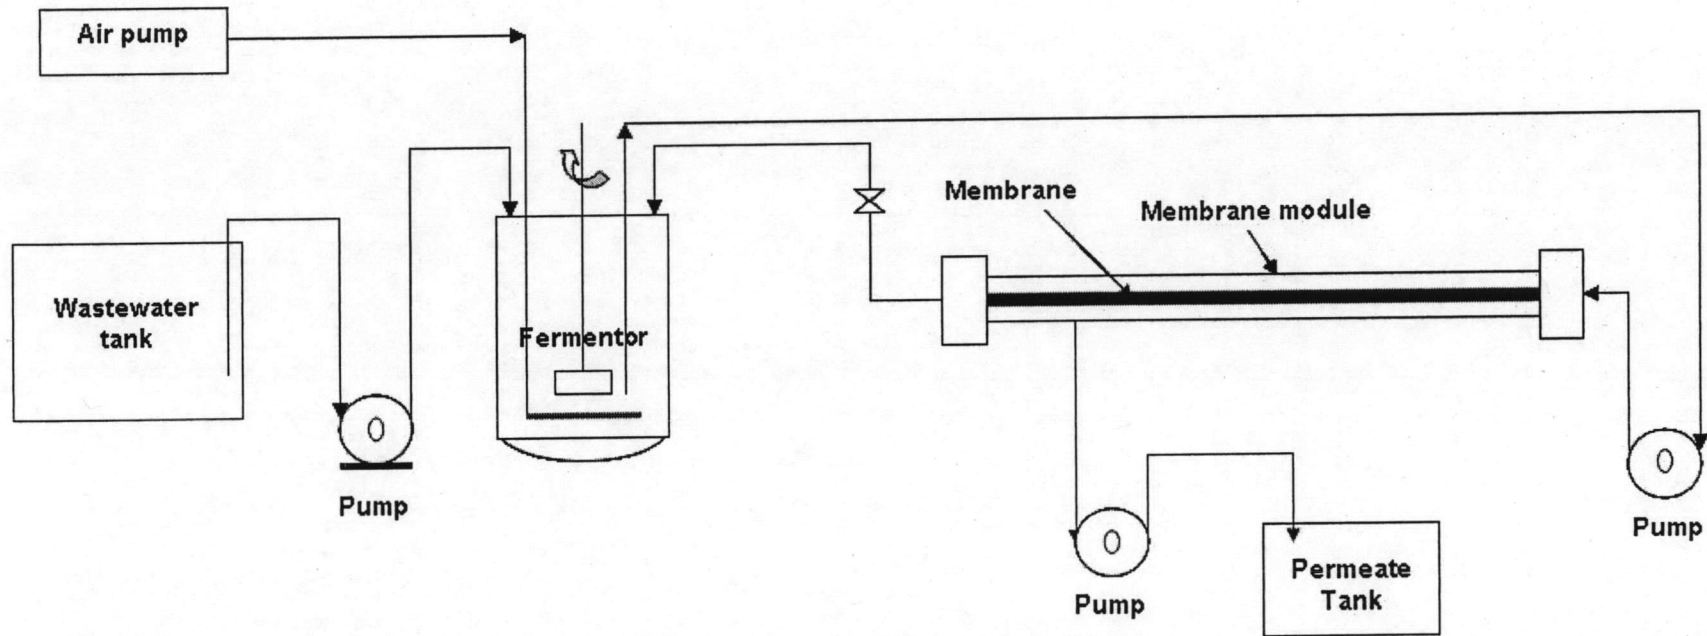 Air pump
Membrane
Membrane module
Wastewater
tank
Fermentor
Pump
Pump
Permeate
Tank
Pump